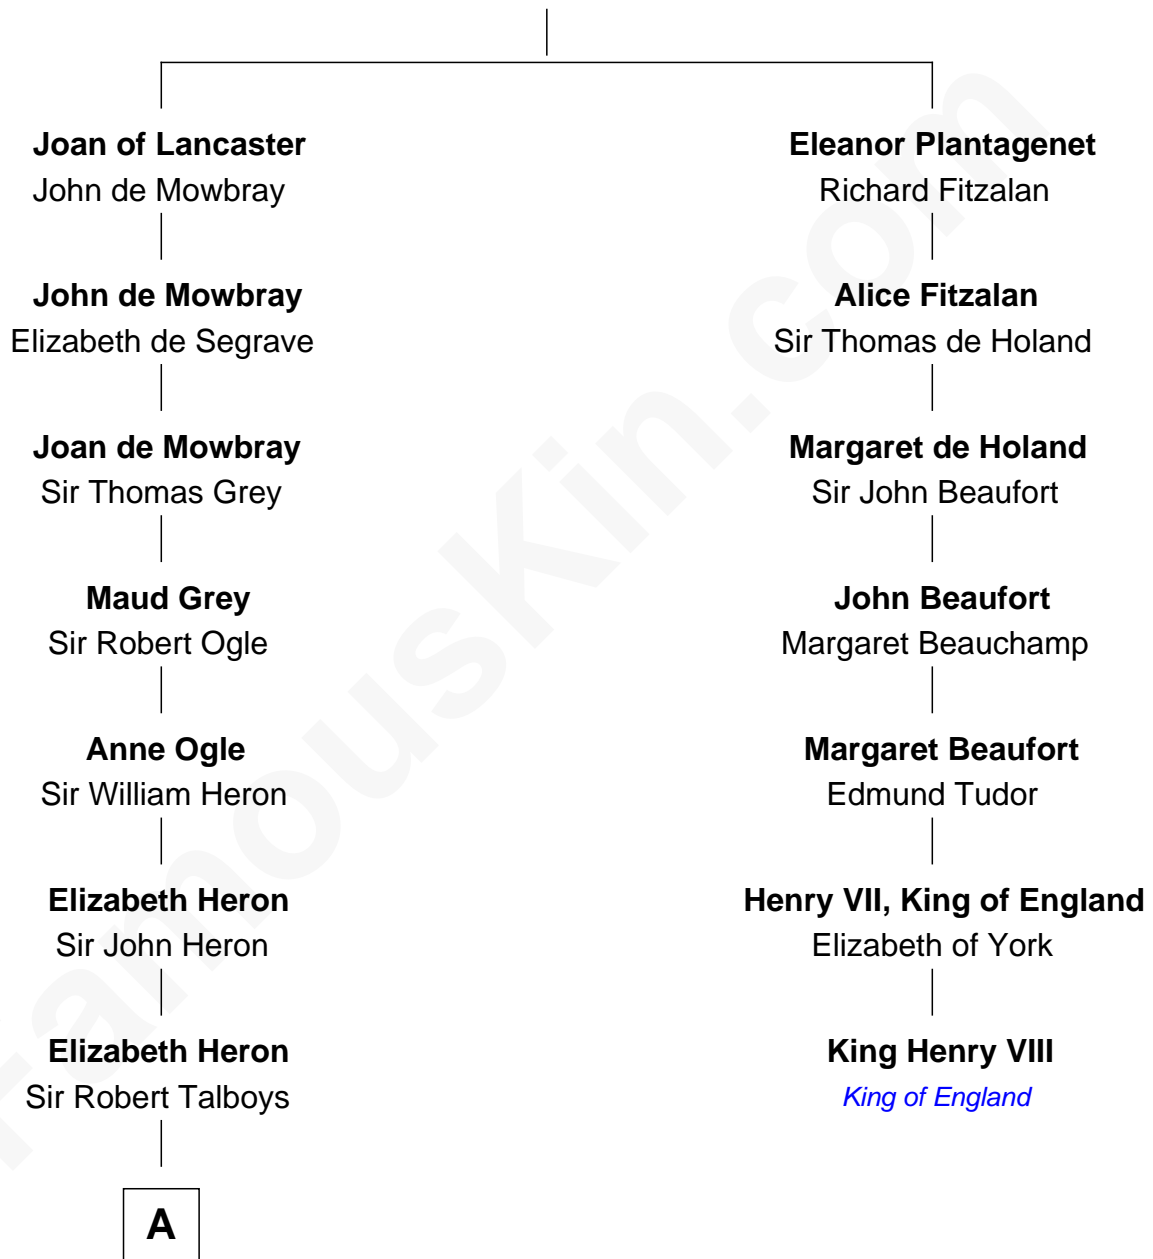 Joan of Lancaster
John de Mowbray
John de Mowbray
Elizabeth de Segrave
Joan de Mowbray
Sir Thomas Grey
Maud Grey
Sir Robert Ogle
Anne Ogle
Sir William Heron
Elizabeth Heron
Sir John Heron
Elizabeth Heron
Sir Robert Talboys
A
Eleanor Plantagenet
Richard Fitzalan
Alice Fitzalan
Sir Thomas de Holand
Margaret de Holand
Sir John Beaufort
John Beaufort
Margaret Beauchamp
Margaret Beaufort
Edmund Tudor
Henry VII, King of England
Elizabeth of York
King Henry VIII
King of England
FamousKin.com